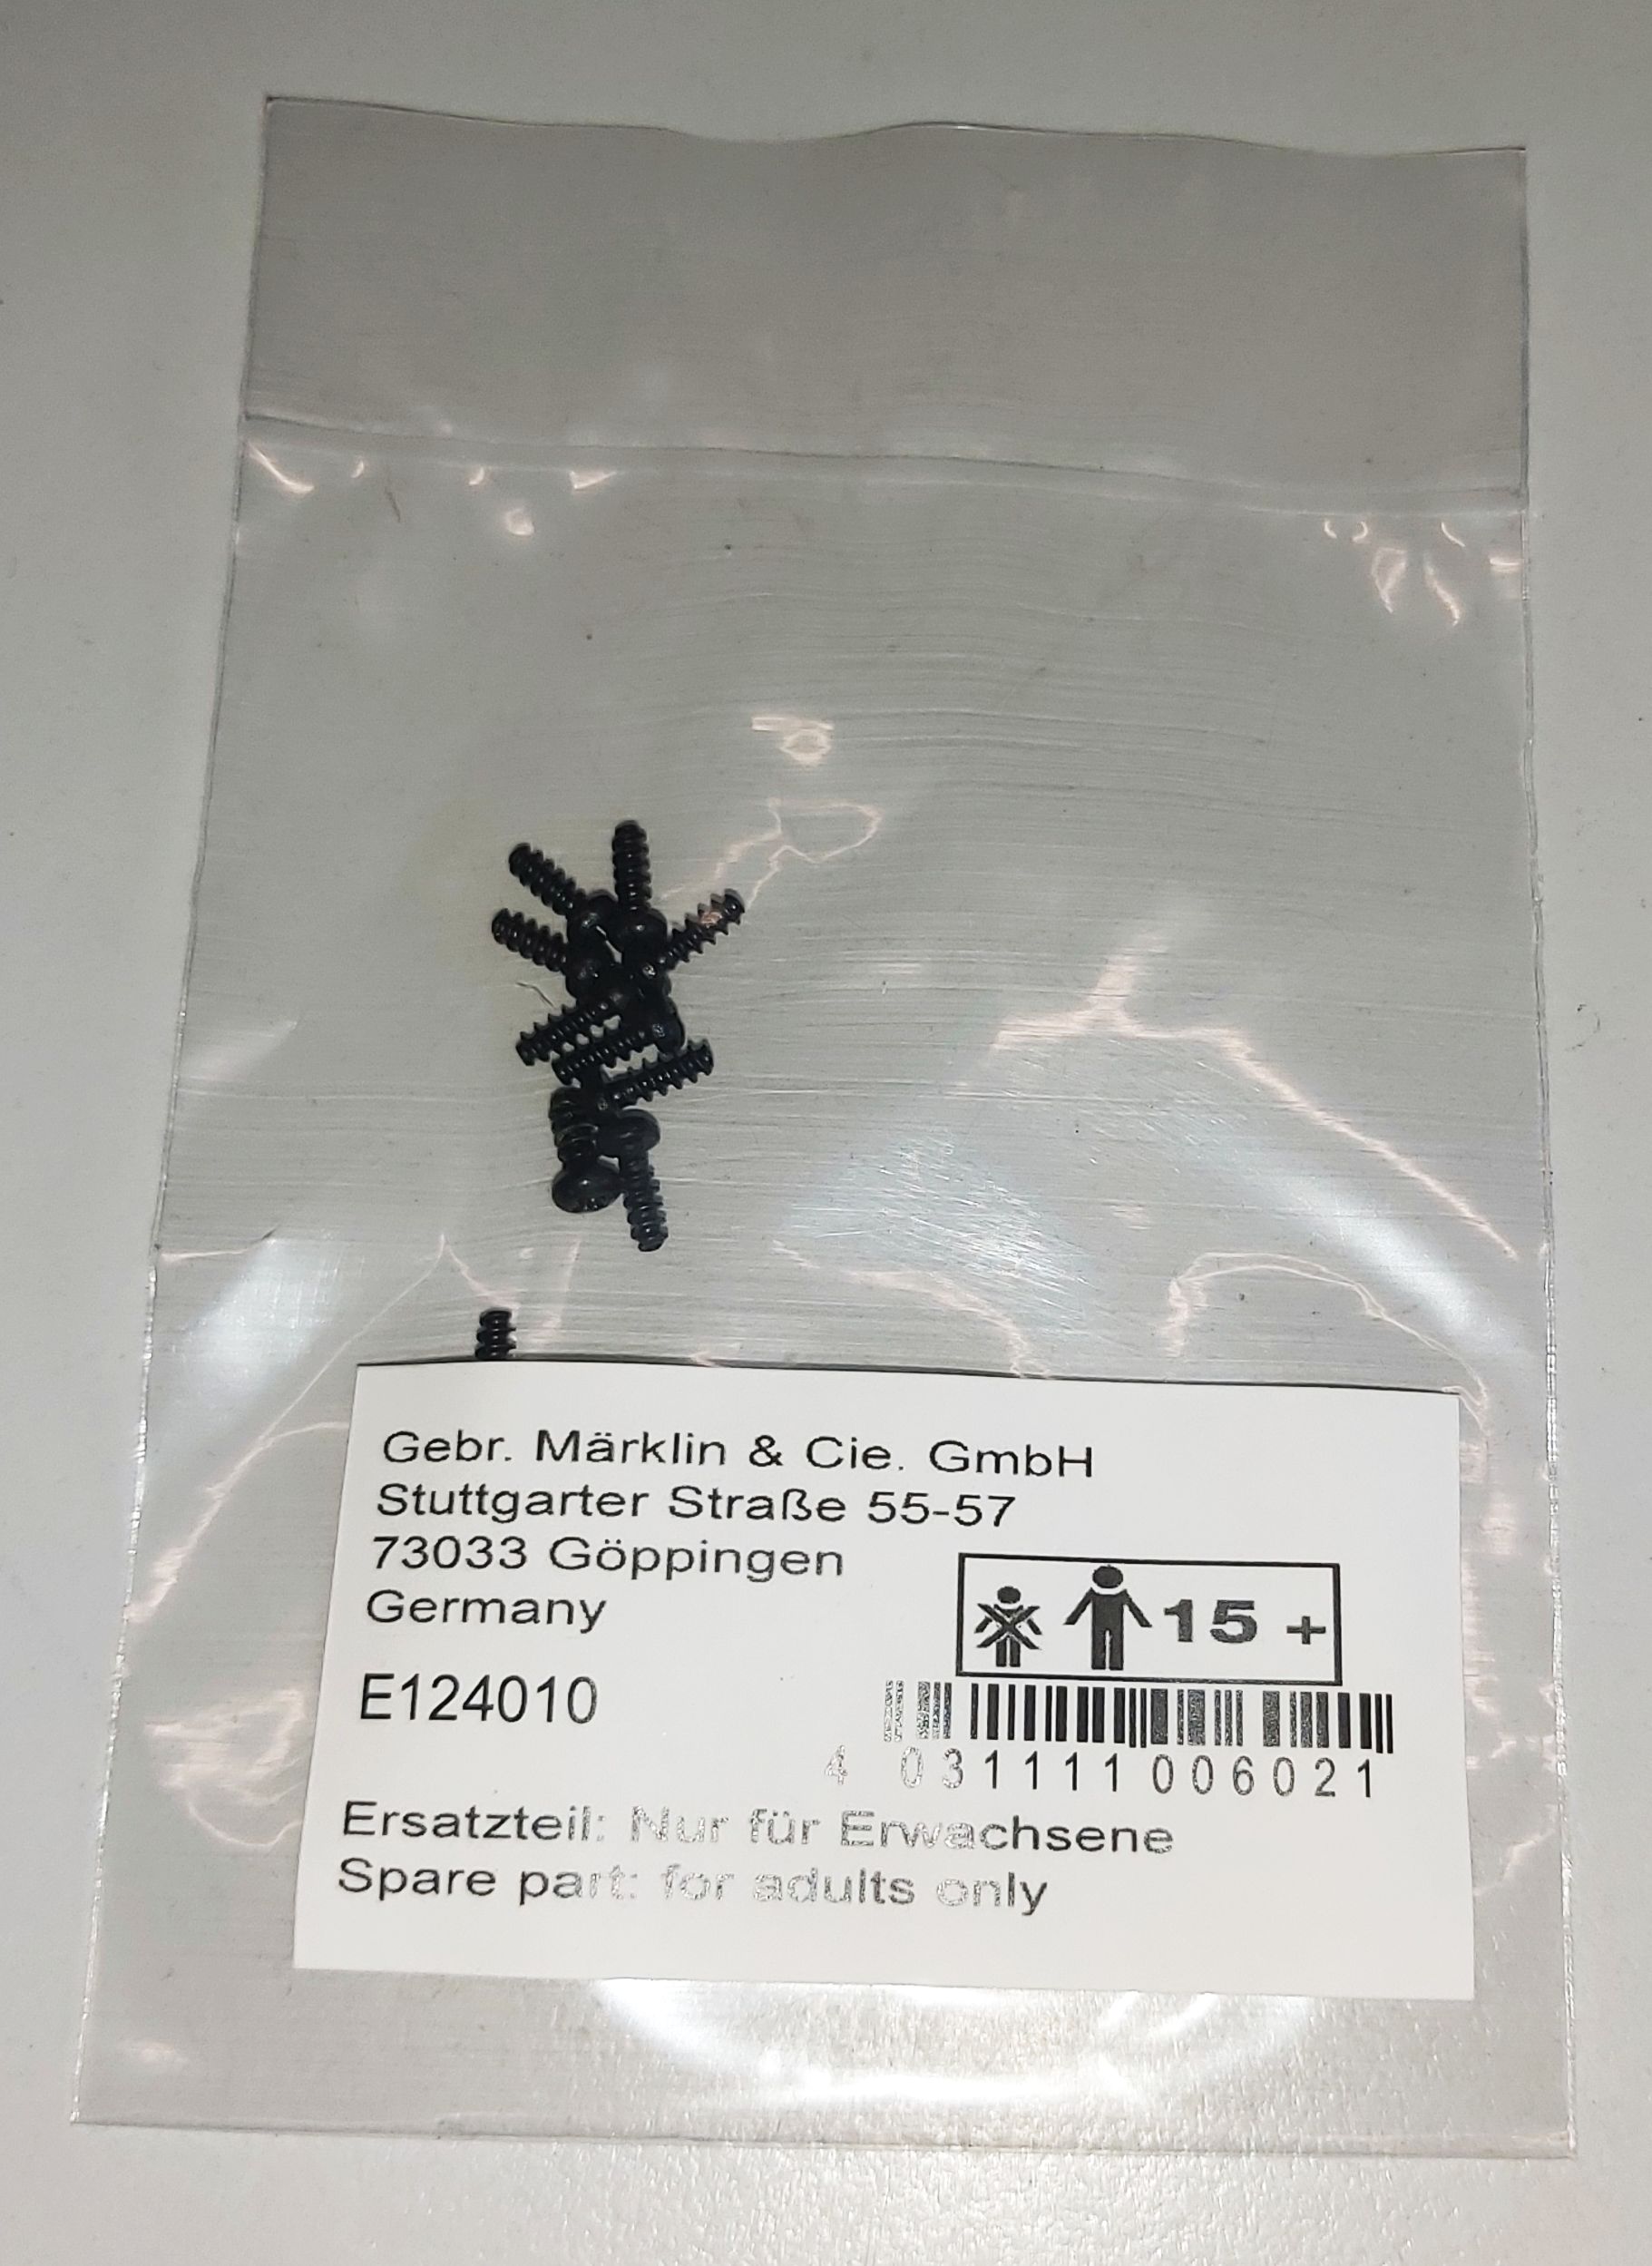 Gebr. Märklin & Cie. GmbH
Stuttgarter Straße 55-57
73033 Göppingen
Germany
15 +
E124010
4 031111 006021
Ersatzteil: Nur für Erwachsene
Spare part: for adults only